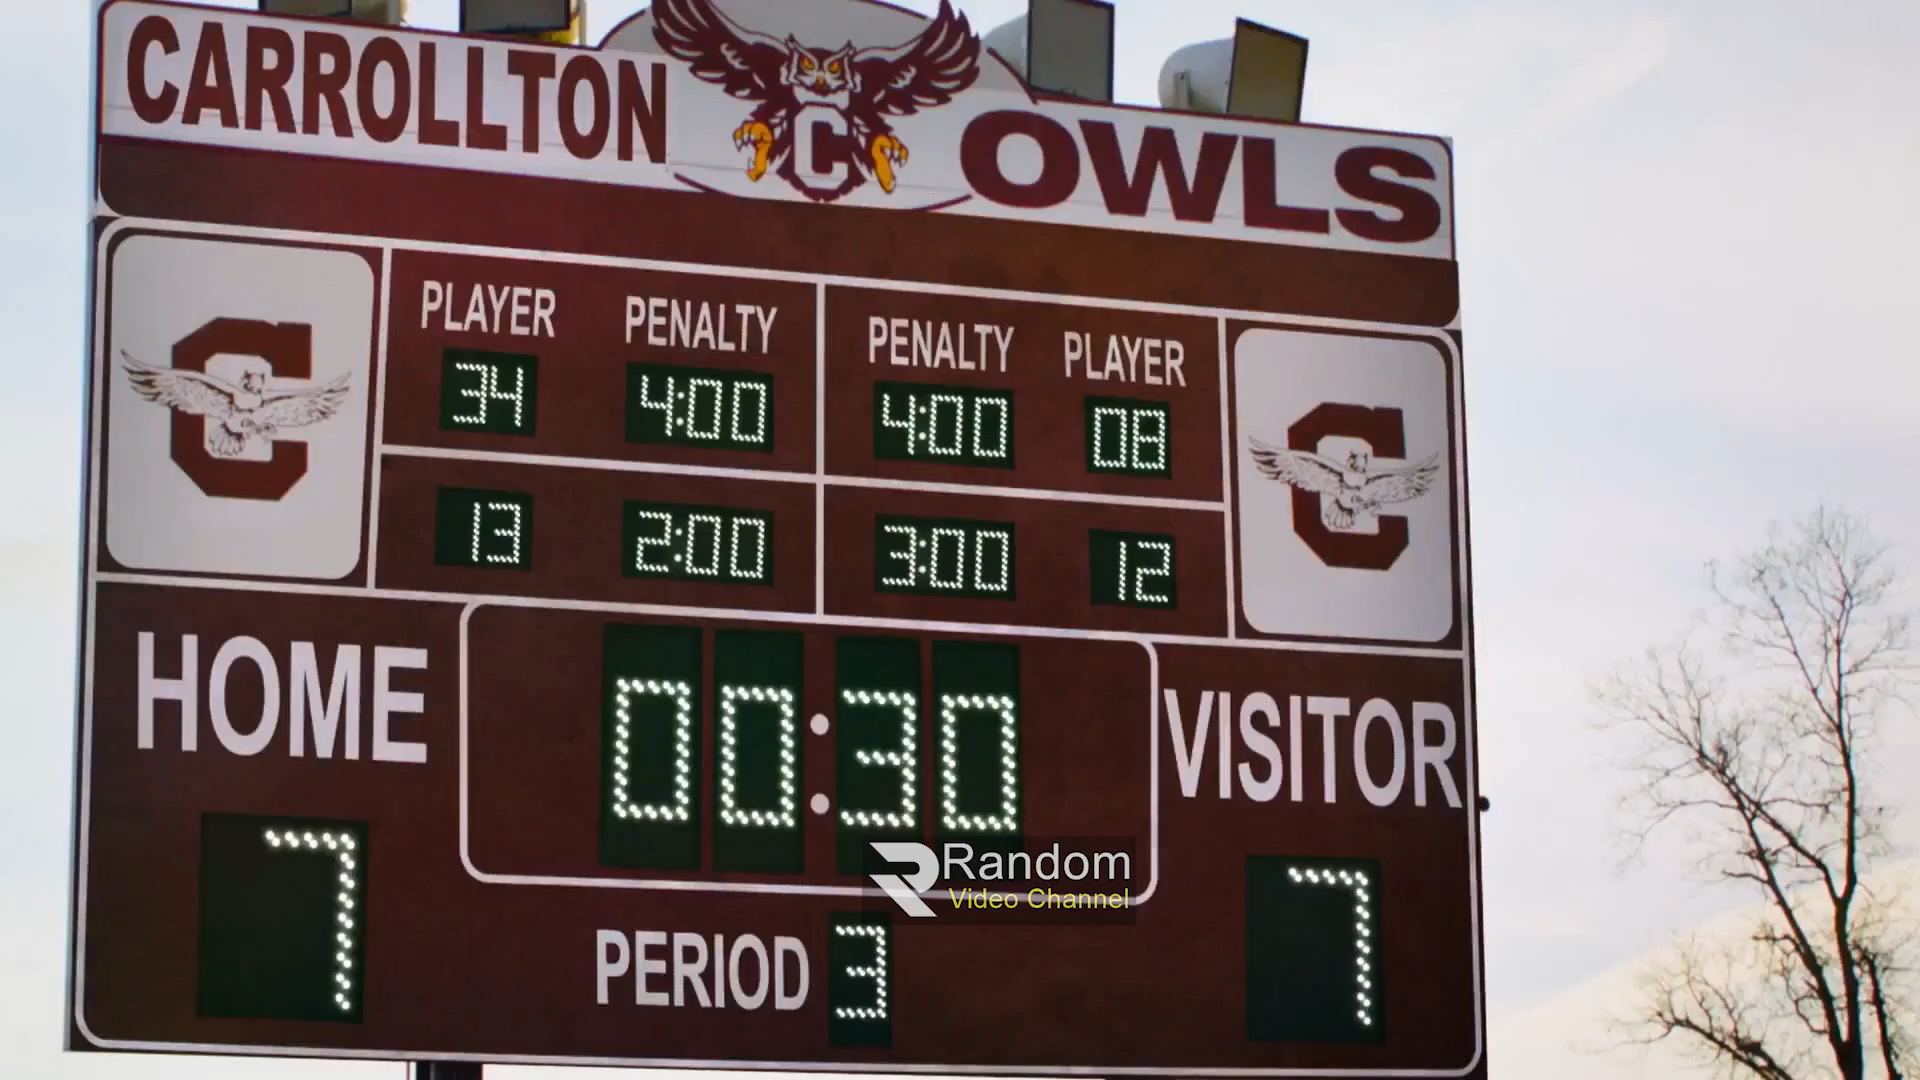 CARROLLTON C OWLS
PLAYER PENALTY PENALTY PLAYER
34 4:00 4:00 08
13 2:00 3:00 12
C C
HOME 00:30 VISITOR
7 7
PERIOD 3
Random
Video Channel